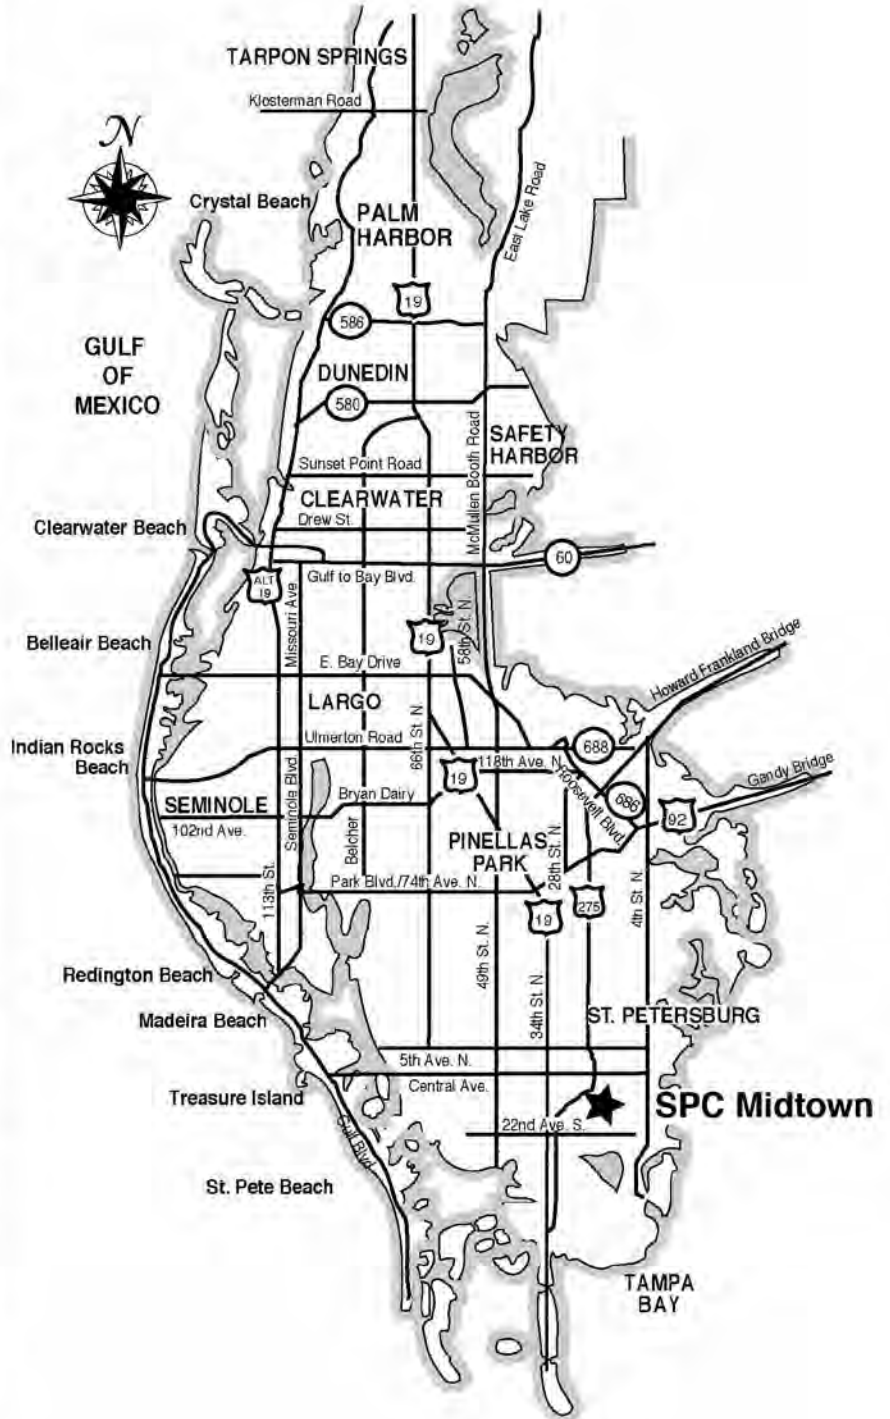 TARPON SPRINGS
Klosterman Road
N
Crystal Beach
PALM
HARBOR
East Lake Road
19
586
GULF
OF
MEXICO
DUNEDIN
580
SAFETY
HARBOR
McMullen Booth Road
Sunset Point Road
CLEARWATER
Drew St.
Clearwater Beach
60
Gulf to Bay Blvd.
ALT
19
Missouri Ave.
19
58th St. N.
Belleair Beach
E. Bay Drive
Howard Frankland Bridge
LARGO
66th St. N.
Ulmerton Road
688
Indian Rocks
Beach
118th Ave. N.
19
Gandy Bridge
Roosevelt Blvd.
686
92
Seminole Blvd.
Bryan Dairy
SEMINOLE
102nd Ave.
Belcher
PINELLAS
PARK
28th St. N.
113th St.
Park Blvd./74th Ave. N.
19
275
4th St. N.
49th St. N.
34th St. N
Redington Beach
Madeira Beach
ST. PETERSBURG
5th Ave. N.
Central Ave.
Treasure Island
SPC Midtown
22nd Ave. S.
Gulf Blvd.
St. Pete Beach
TAMPA
BAY